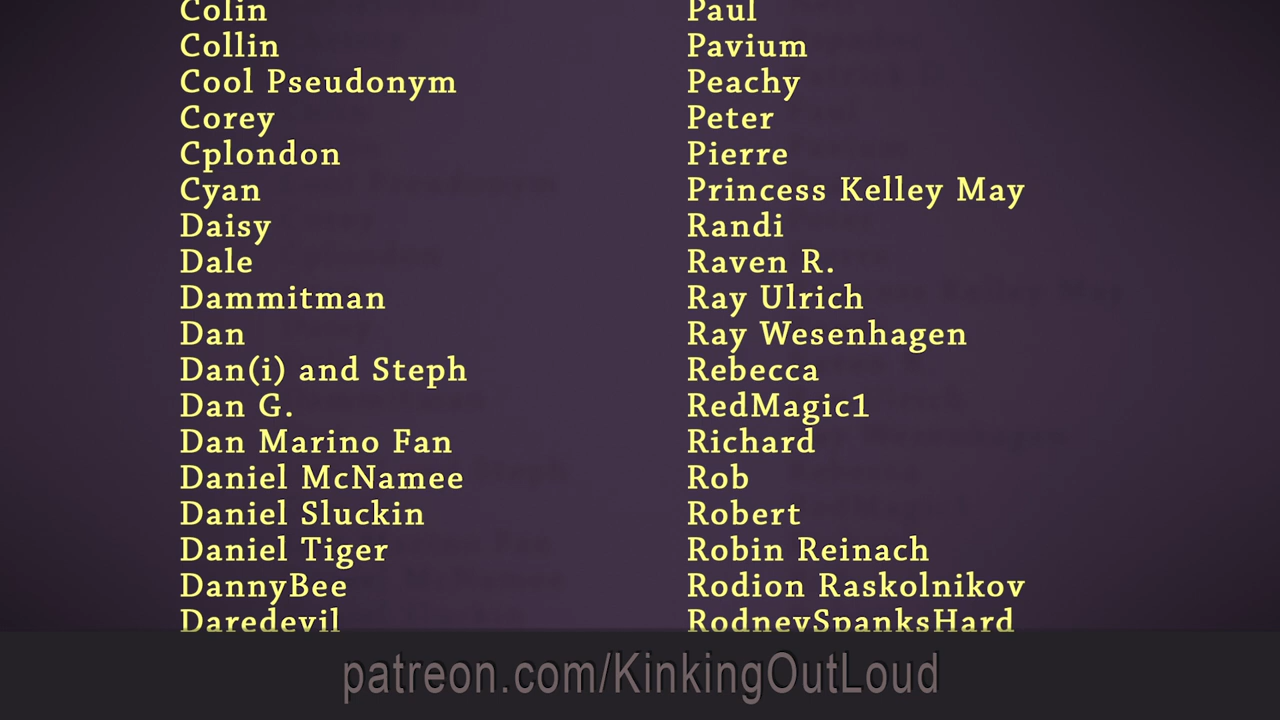 Colin
Collin
Cool Pseudonym
Corey
Cplondon
Cyan
Daisy
Dale
Dammitman
Dan
Dan(i) and Steph
Dan G.
Dan Marino Fan
Daniel McNamee
Daniel Sluckin
Daniel Tiger
DannyBee
Daredevil
Paul
Pavium
Peachy
Peter
Pierre
Princess Kelley May
Randi
Raven R.
Ray Ulrich
Ray Wesenhagen
Rebecca
RedMagic1
Richard
Rob
Robert
Robin Reinach
Rodion Raskolnikov
RodneySpanksHard
patreon.com/KinkingOutLoud